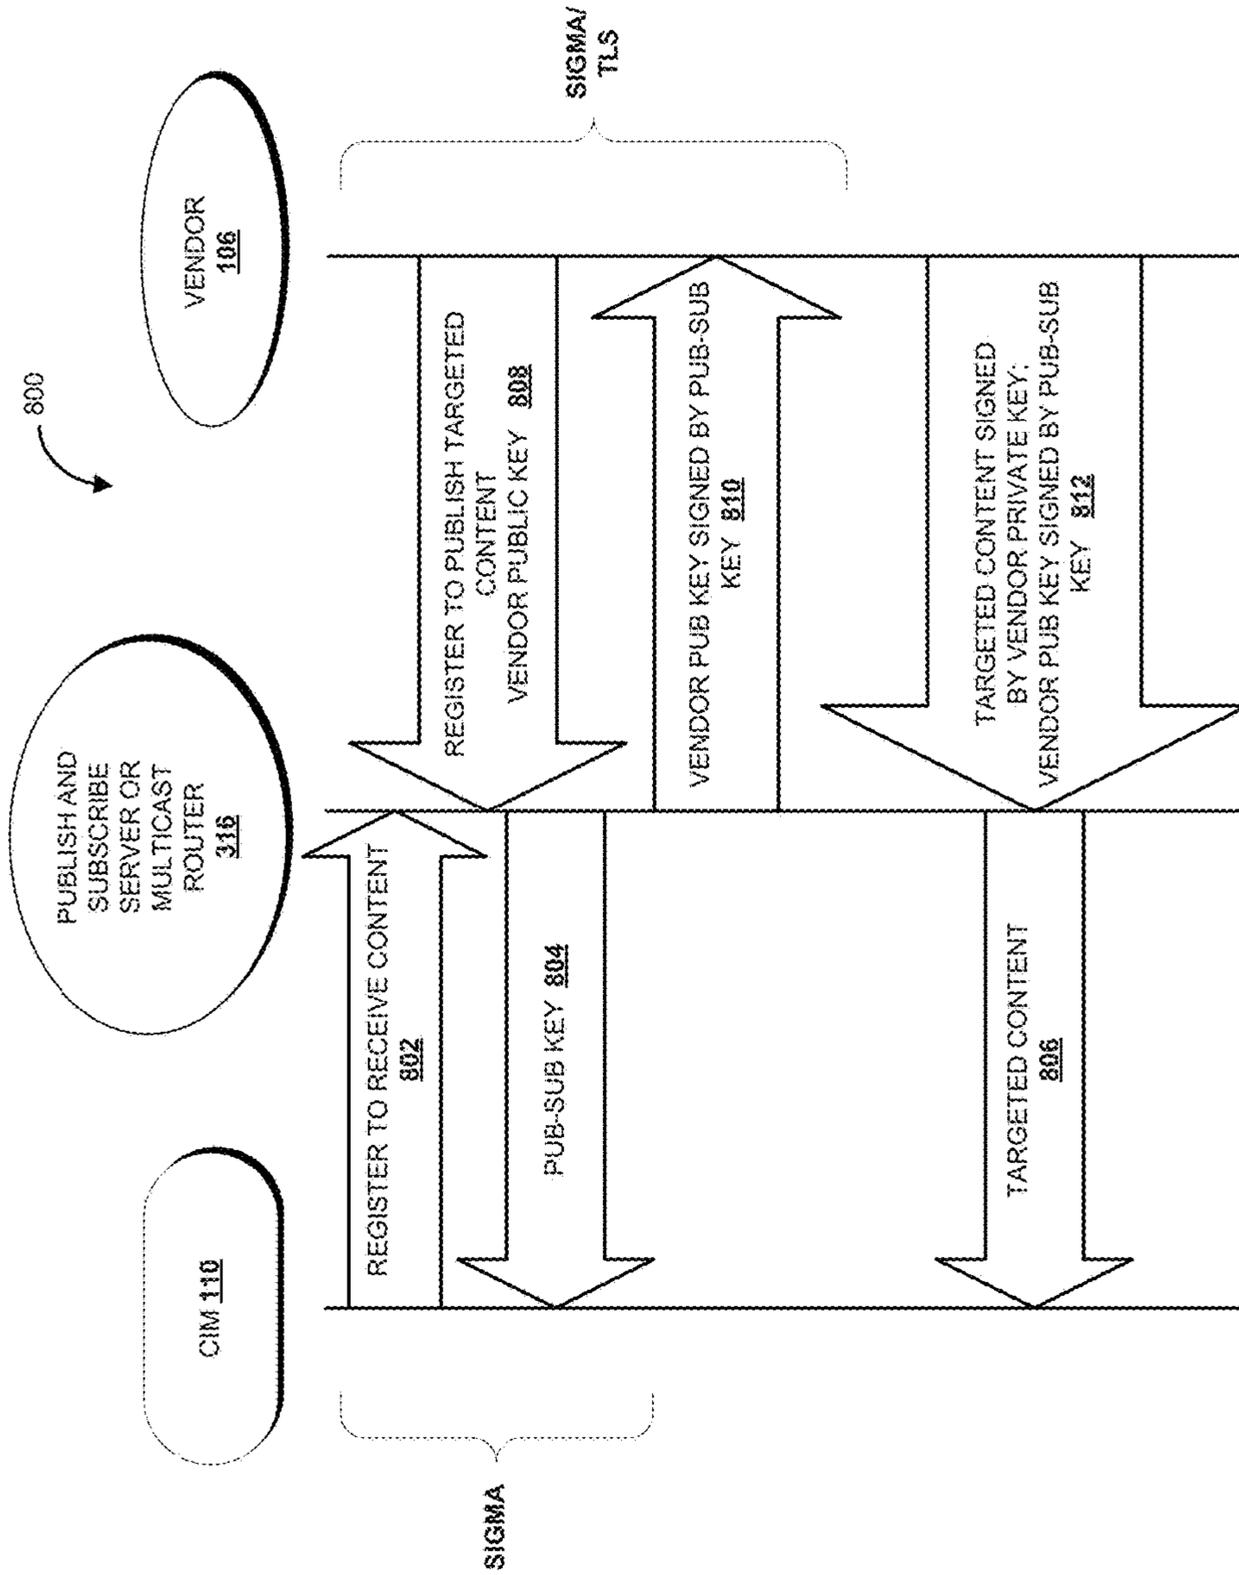 800
CIM 110
PUBLISH AND
SUBSCRIBE
SERVER OR
MULTICAST
ROUTER
316
VENDOR
106
SIGMA
REGISTER TO RECEIVE CONTENT
802
PUB-SUB KEY 804
TARGETED CONTENT
806
REGISTER TO PUBLISH TARGETED
CONTENT
VENDOR PUBLIC KEY 808
VENDOR PUB KEY SIGNED BY PUB-SUB
KEY 810
TARGETED CONTENT SIGNED
BY VENDOR PRIVATE KEY;
VENDOR PUB KEY SIGNED BY PUB-SUB
KEY 812
SIGMA/
TLS